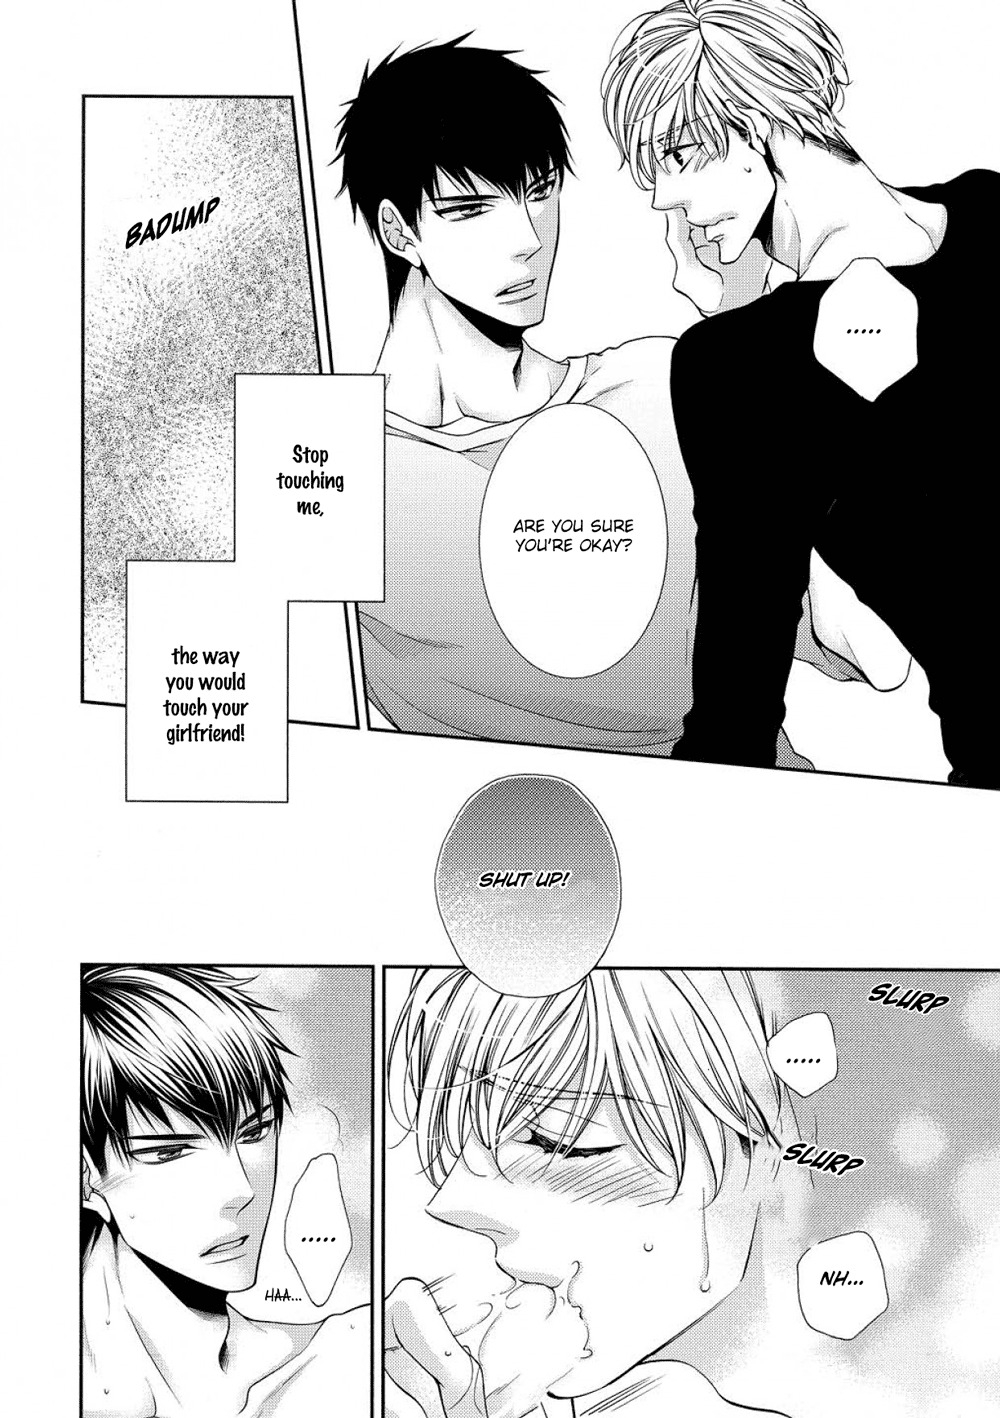 .....
ARE YOU SURE
YOU'RE OKAY?
BADUMP
Stop
touching
me,
the way
you would
touch your
girlfriend!
SHUT UP!
SLURP
.....
SLURP
NH...
.....
HAA...